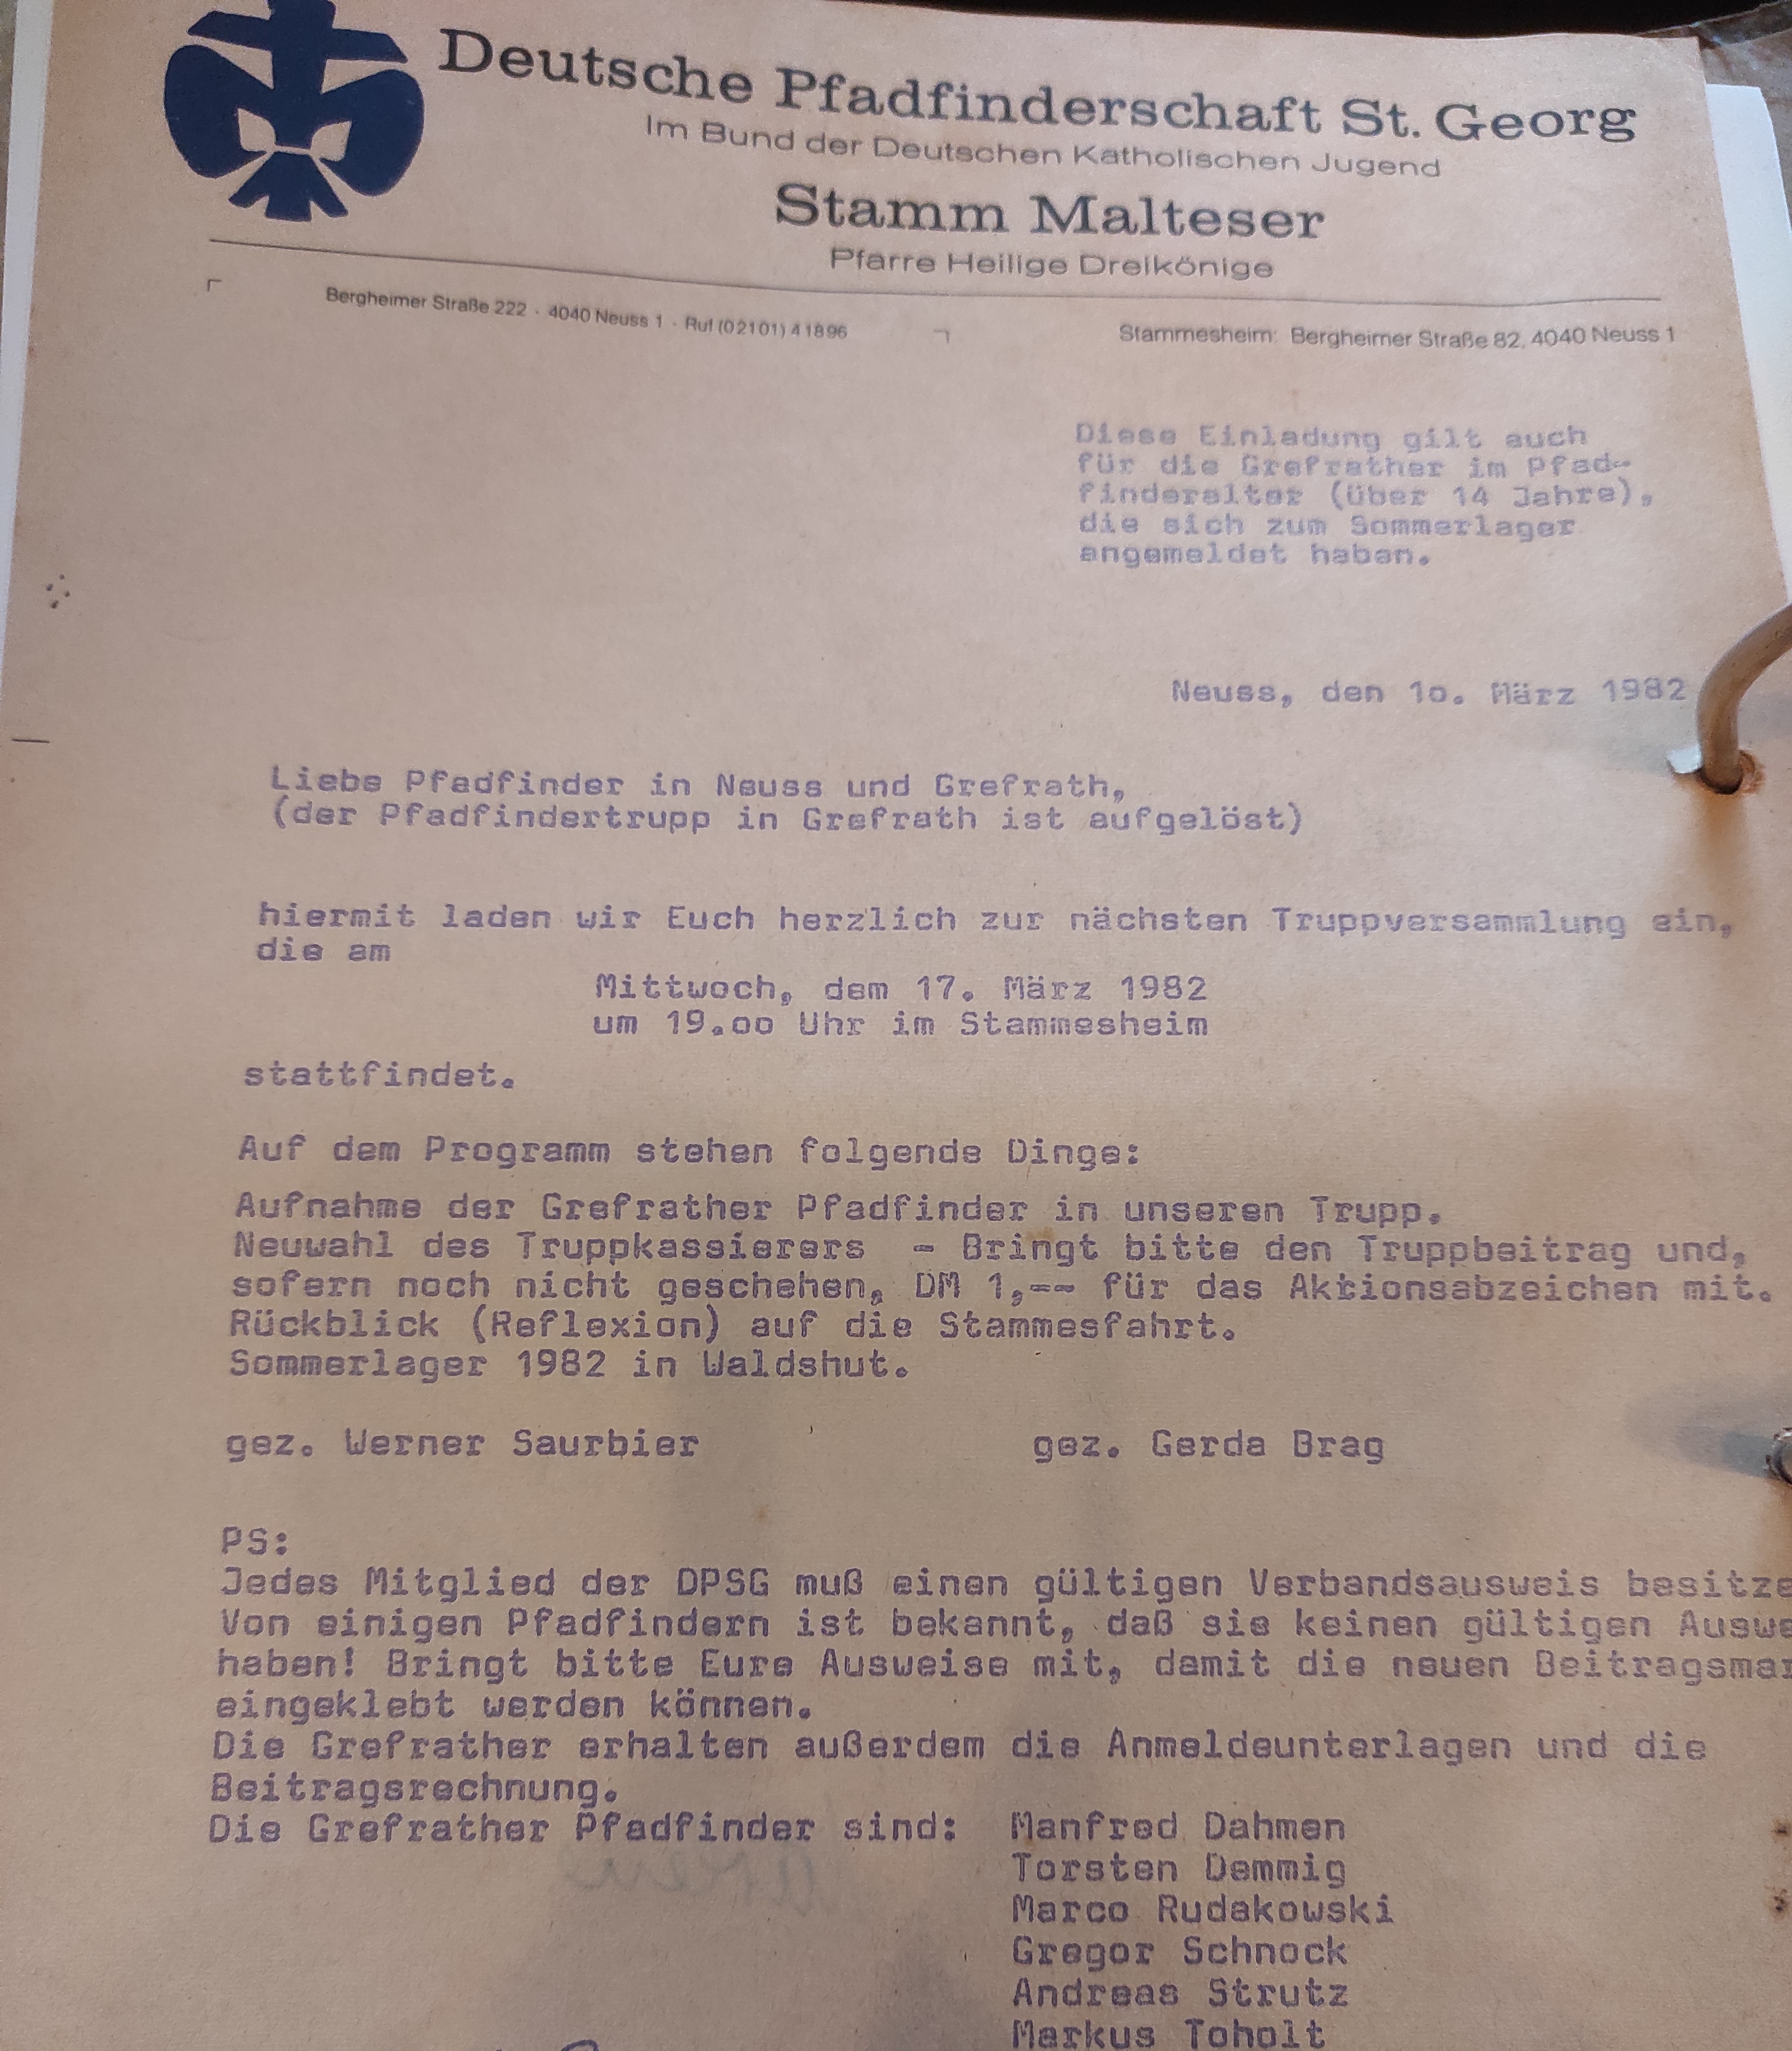 Deutsche Pfadfinderschaft St. Georg
Im Bund der Deutschen Katholischen Jugend
Stamm Malteser
Pfarre Heilige Dreikönige
Bergheimer Straße 222 · 4040 Neuss 1 · Ruf (02101) 41896
Stammesheim: Bergheimer Straße 82, 4040 Neuss 1
Diese Einladung gilt auch
für die Grefrather im Pfad-
finderalter (über 14 Jahre),
die sich zum Sommerlager
angemeldet haben.
Neuss, den 1o. März 1982
Liebe Pfadfinder in Neuss und Grefrath,
(der Pfadfindertrupp in Grefrath ist aufgelöst)
hiermit laden wir Euch herzlich zur nächsten Truppversammlung ein,
die am
Mittwoch, dem 17. März 1982
um 19.oo Uhr im Stammesheim
stattfindet.
Auf dem Programm stehen folgende Dinge:
Aufnahme der Grefrather Pfadfinder in unseren Trupp.
Neuwahl des Truppkassierers - Bringt bitte den Truppbeitrag und,
sofern noch nicht geschehen, DM 1,-- für das Aktionsabzeichen mit.
Rückblick (Reflexion) auf die Stammesfahrt.
Sommerlager 1982 in Waldshut.
gez. Werner Saurbier gez. Gerda Brag
PS:
Jedes Mitglied der DPSG muß einen gültigen Verbandsausweis besitze
Von einigen Pfadfindern ist bekannt, daß sie keinen gültigen Auswe
haben! Bringt bitte Eure Ausweise mit, damit die neuen Beitragsmar
eingeklebt werden können.
Die Grefrather erhalten außerdem die Anmeldeunterlagen und die
Beitragsrechnung.
Die Grefrather Pfadfinder sind: Manfred Dahmen
Torsten Demmig
Marco Rudakowski
Gregor Schnock
Andreas Strutz
Markus Toholt